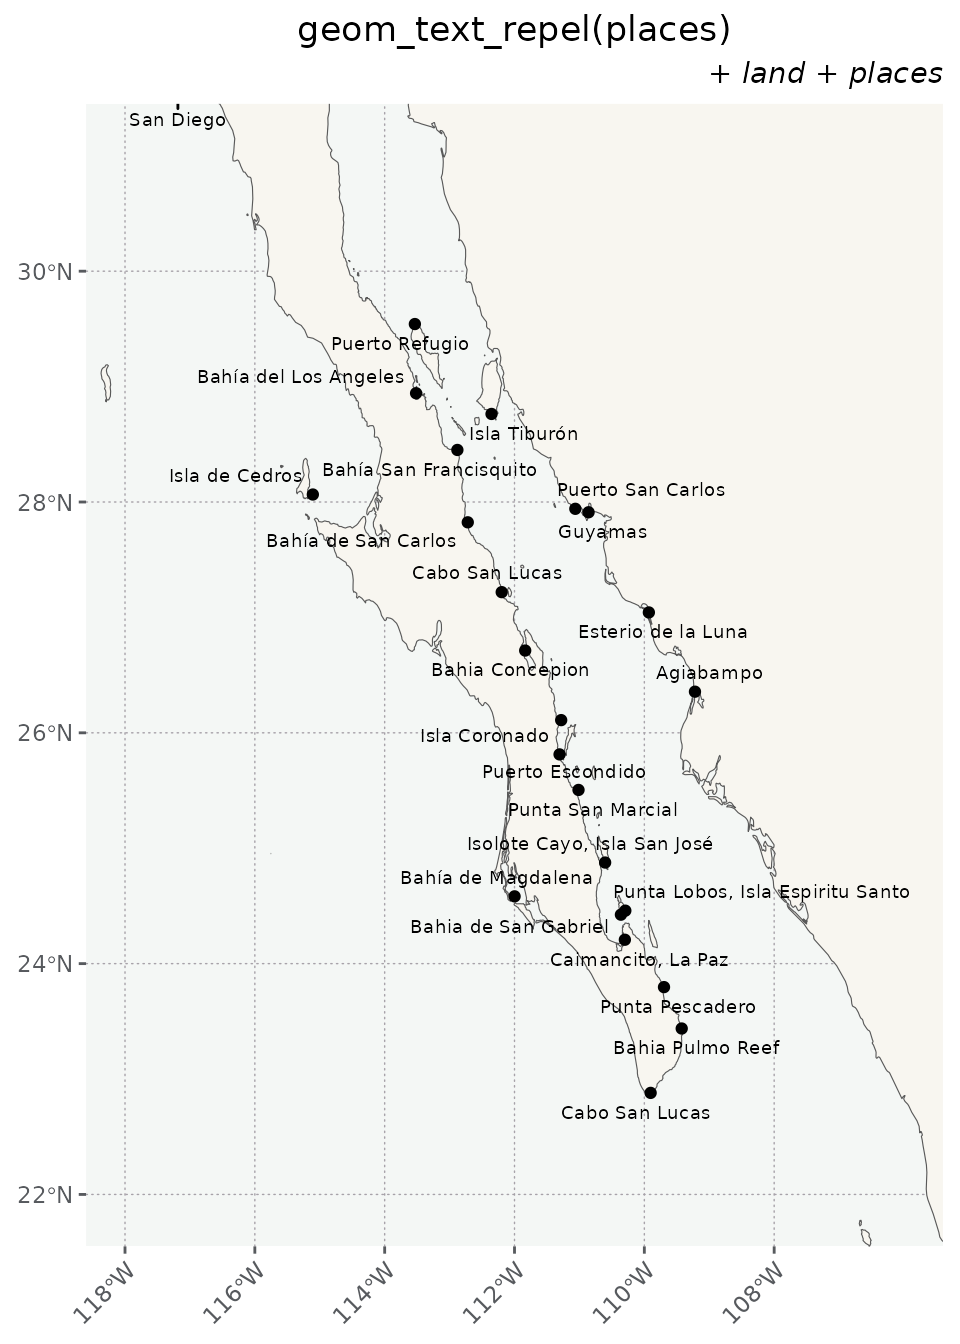 geom_text_repel(places)
+ land + places
San Diego
30°N
Puerto Refugio
Bahía del Los Angeles
Isla Tiburón
Bahía San Francisquito
Isla de Cedros
Puerto San Carlos
28°N
Guyamas
Bahía de San Carlos
Cabo San Lucas
Esterio de la Luna
Bahia Concepion
Agiabampo
26°N
Isla Coronado
Puerto Escondido
Punta San Marcial
Isolote Cayo, Isla San José
Bahía de Magdalena
Punta Lobos, Isla Espiritu Santo
Bahia de San Gabriel
Caimancito, La Paz
24°N
Punta Pescadero
Bahia Pulmo Reef
Cabo San Lucas
22°N
118°W
116°W
114°W
112°W
110°W
108°W